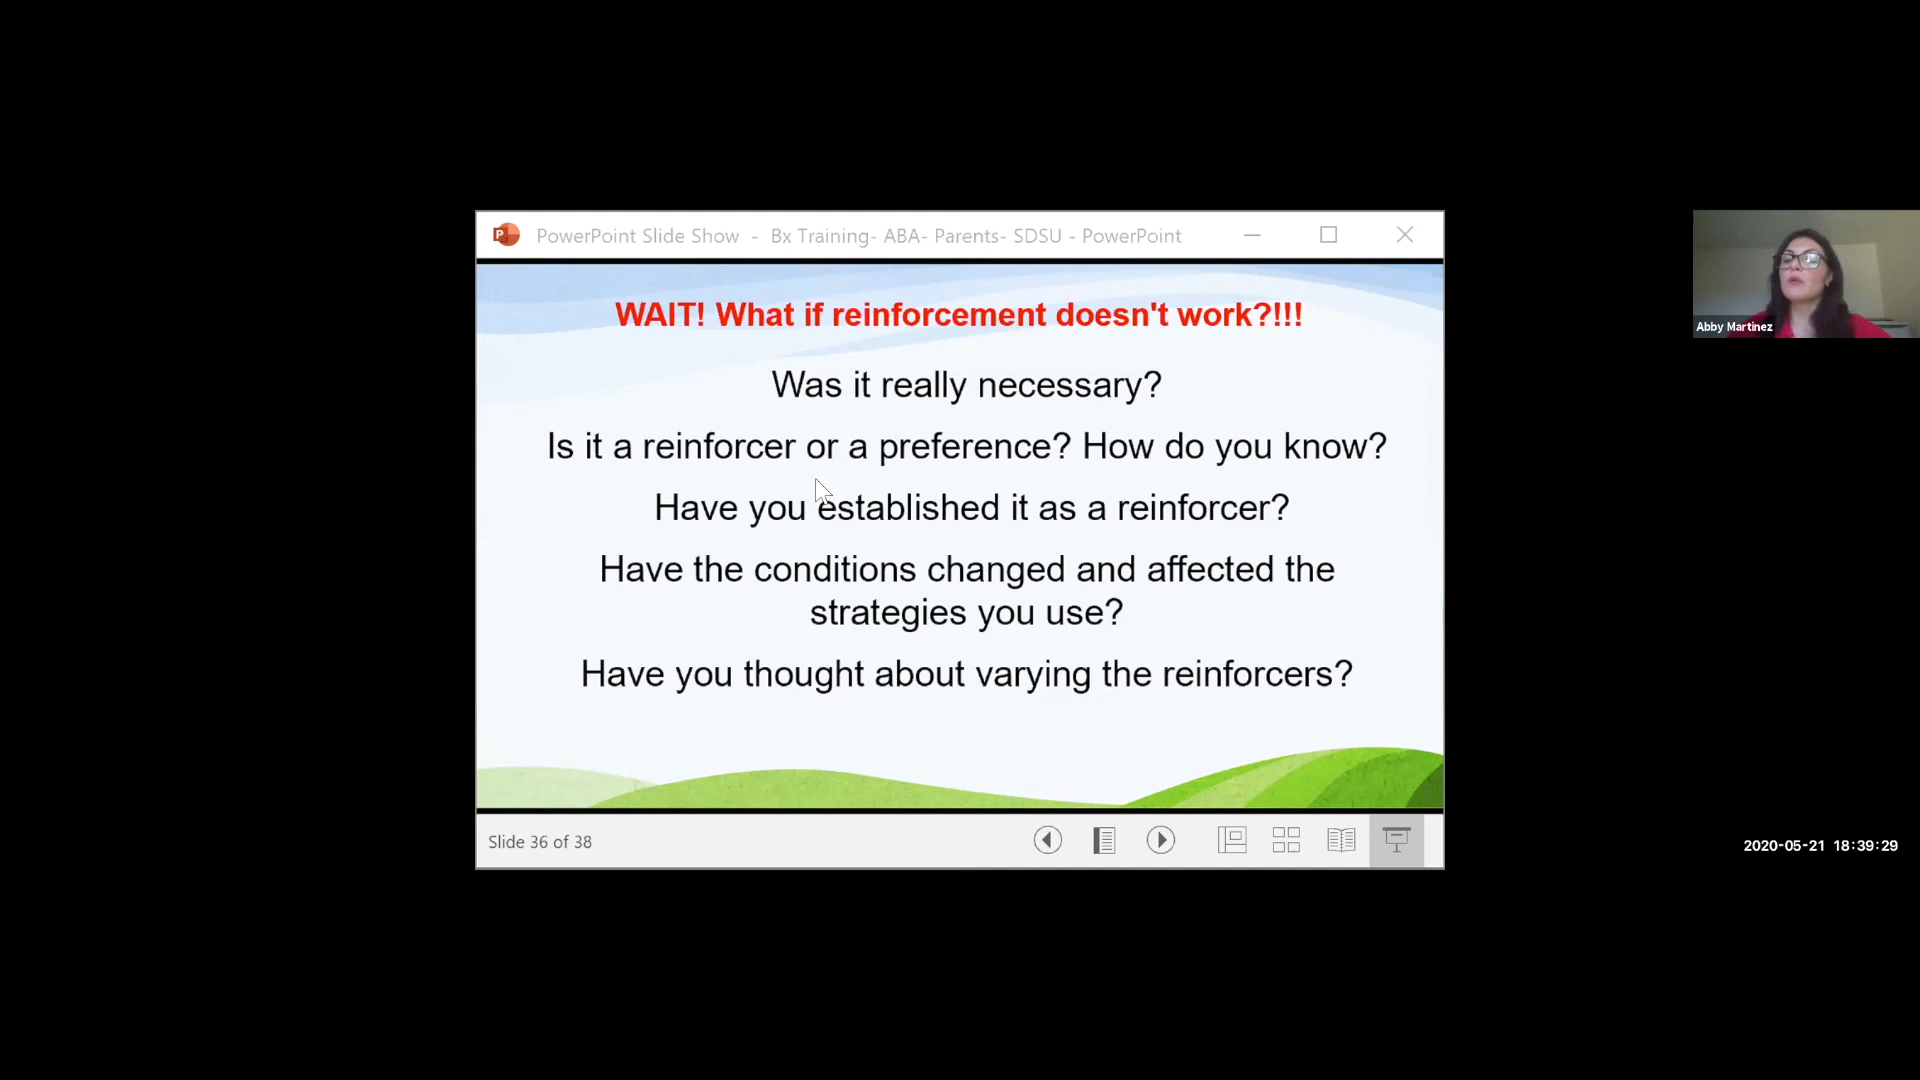 PowerPoint Slide Show - Bx Training- ABA- Parents- SDSU - PowerPoint
WAIT! What if reinforcement doesn't work?!!!
Was it really necessary?
Is it a reinforcer or a preference? How do you know?
Have you established it as a reinforcer?
Have the conditions changed and affected the
strategies you use?
Have you thought about varying the reinforcers?
Slide 36 of 38
Abby Martinez
2020-05-21 18:39:29